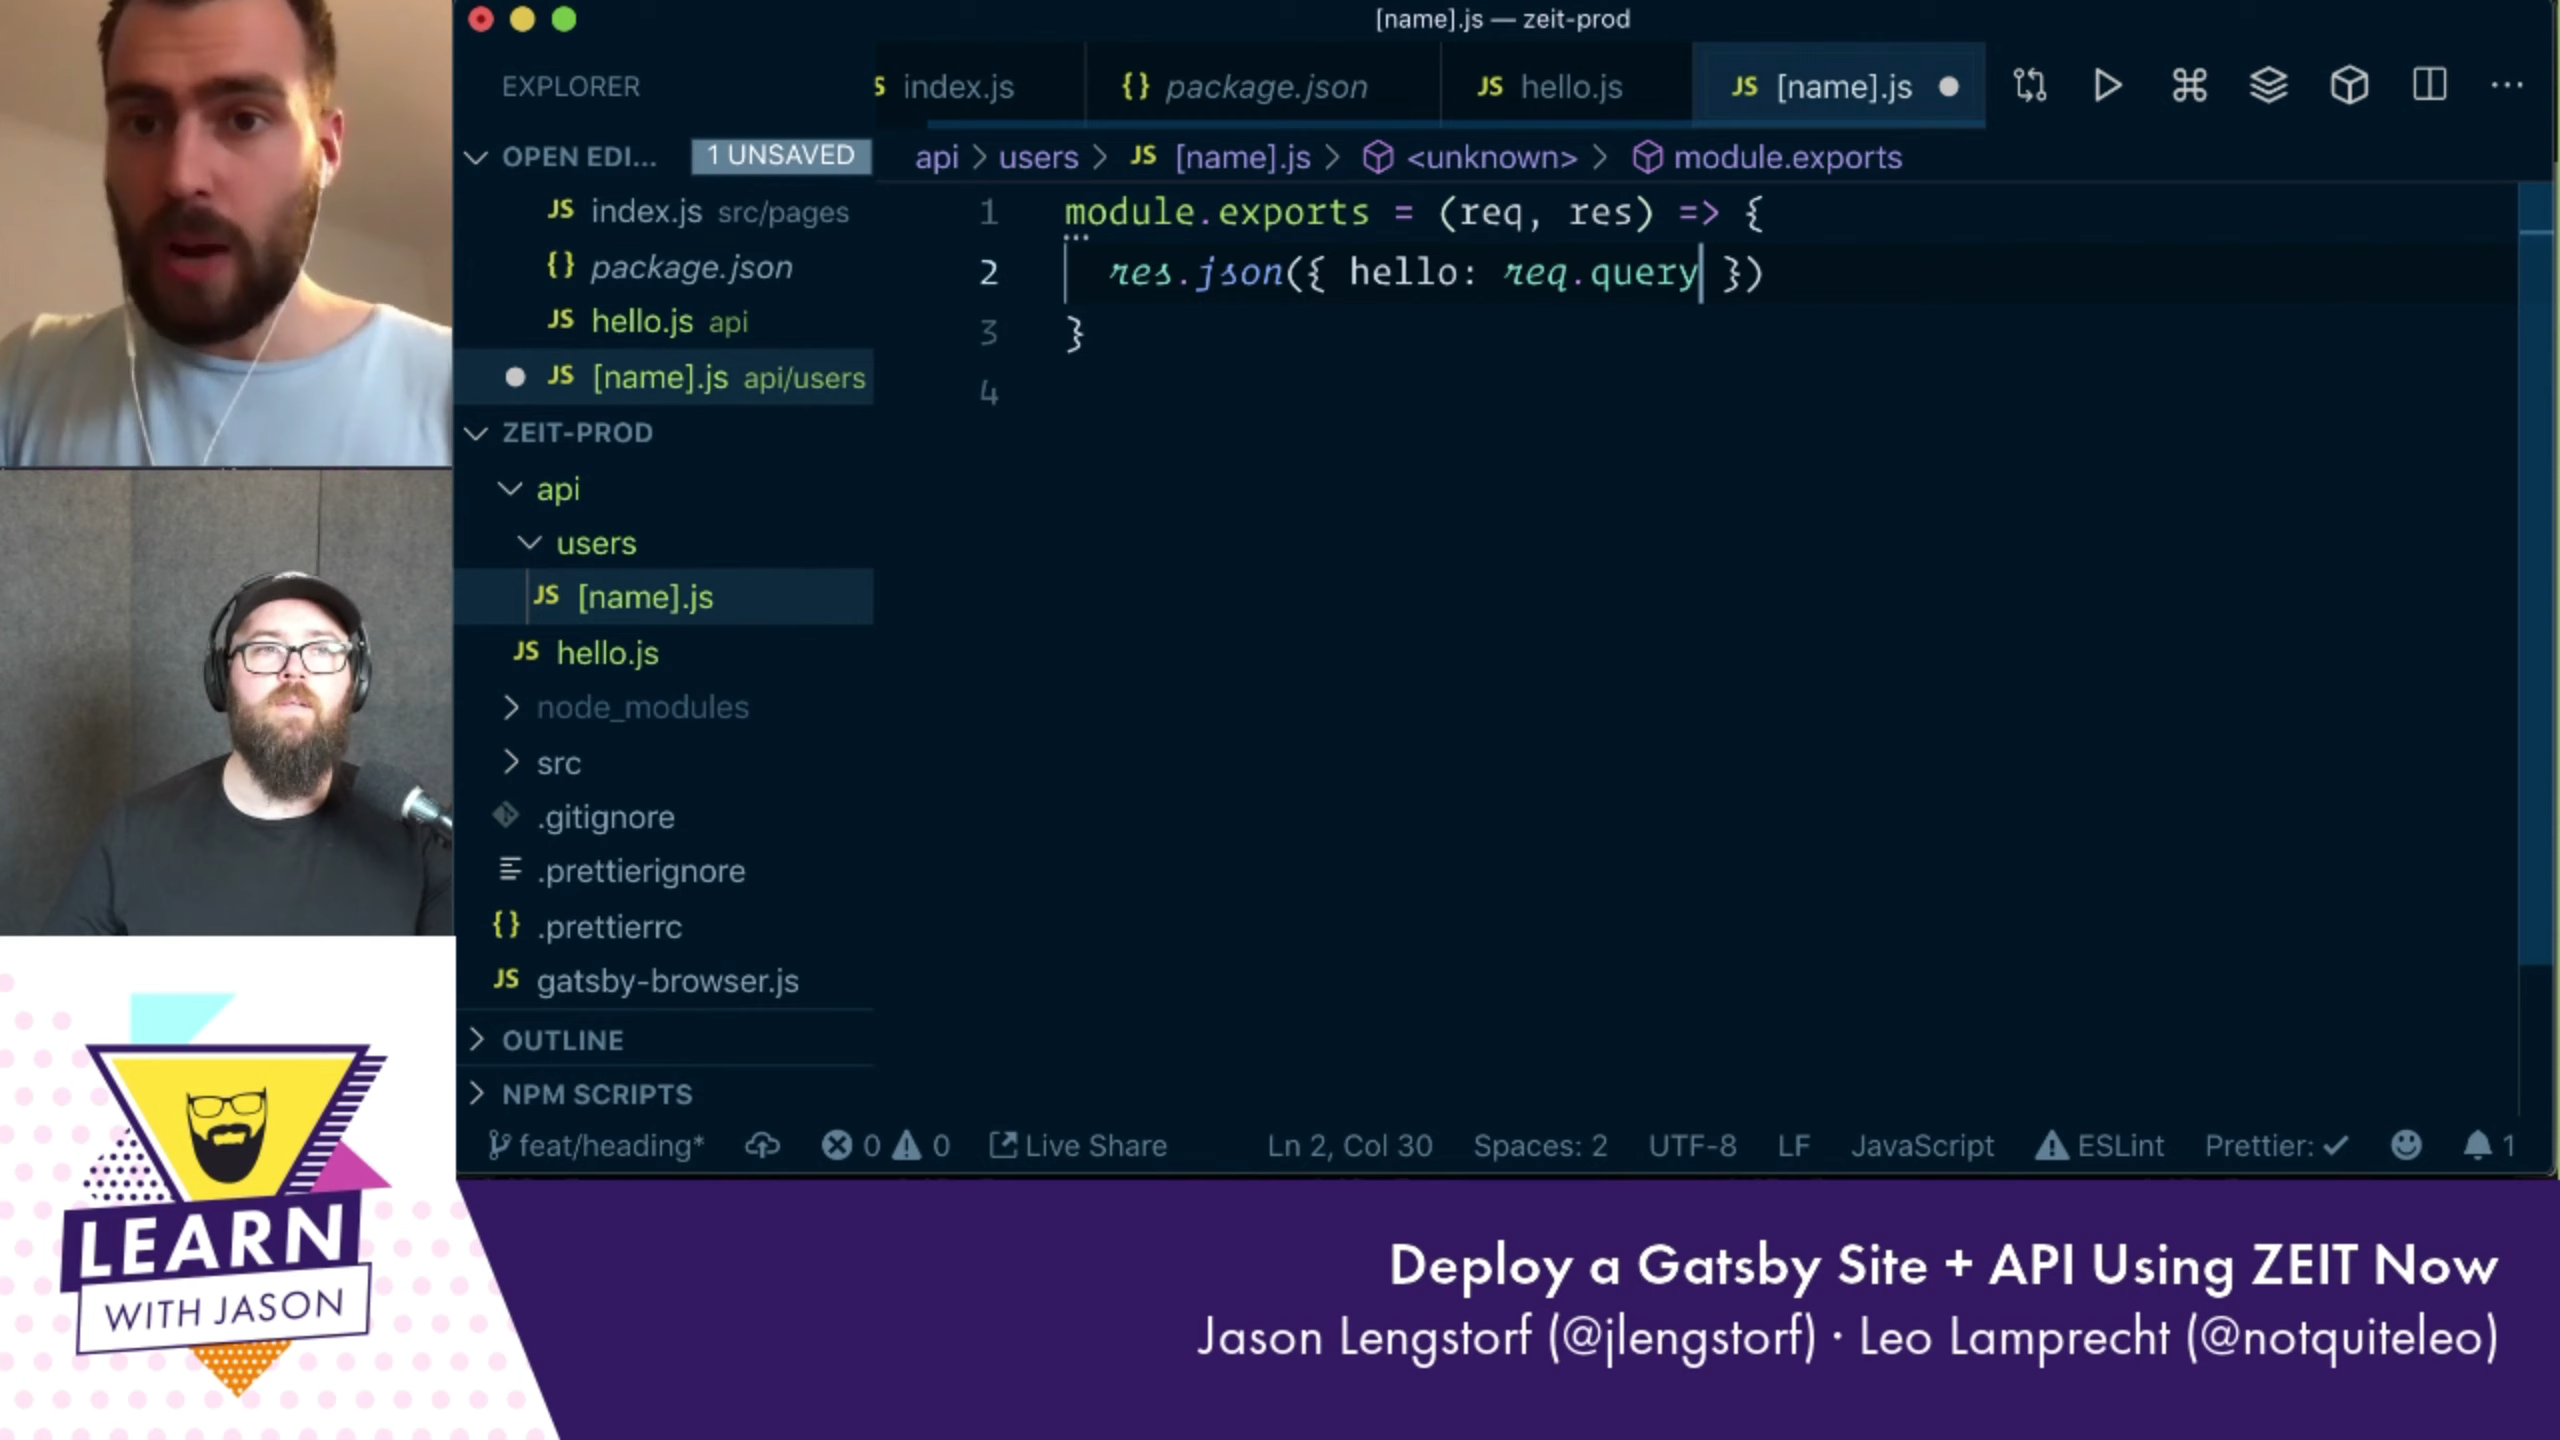 [name].js — zeit-prod
EXPLORER
index.js
{} package.json
JS hello.js
JS [name].js
OPEN EDI...
1 UNSAVED
api > users > JS [name].js > <unknown> > module.exports
JS index.js src/pages
{} package.json
JS hello.js api
JS [name].js api/users
ZEIT-PROD
api
users
JS [name].js
JS hello.js
node_modules
src
.gitignore
.prettierignore
{} .prettierrc
JS gatsby-browser.js
OUTLINE
NPM SCRIPTS
1 module.exports = (req, res) => {
2 res.json({ hello: req.query })
3 }
4
feat/heading* 0 0 Live Share Ln 2, Col 30 Spaces: 2 UTF-8 LF JavaScript ESLint Prettier: ✓ 1
LEARN
WITH JASON
Deploy a Gatsby Site + API Using ZEIT Now
Jason Lengstorf (@jlengstorf) · Leo Lamprecht (@notquiteleo)